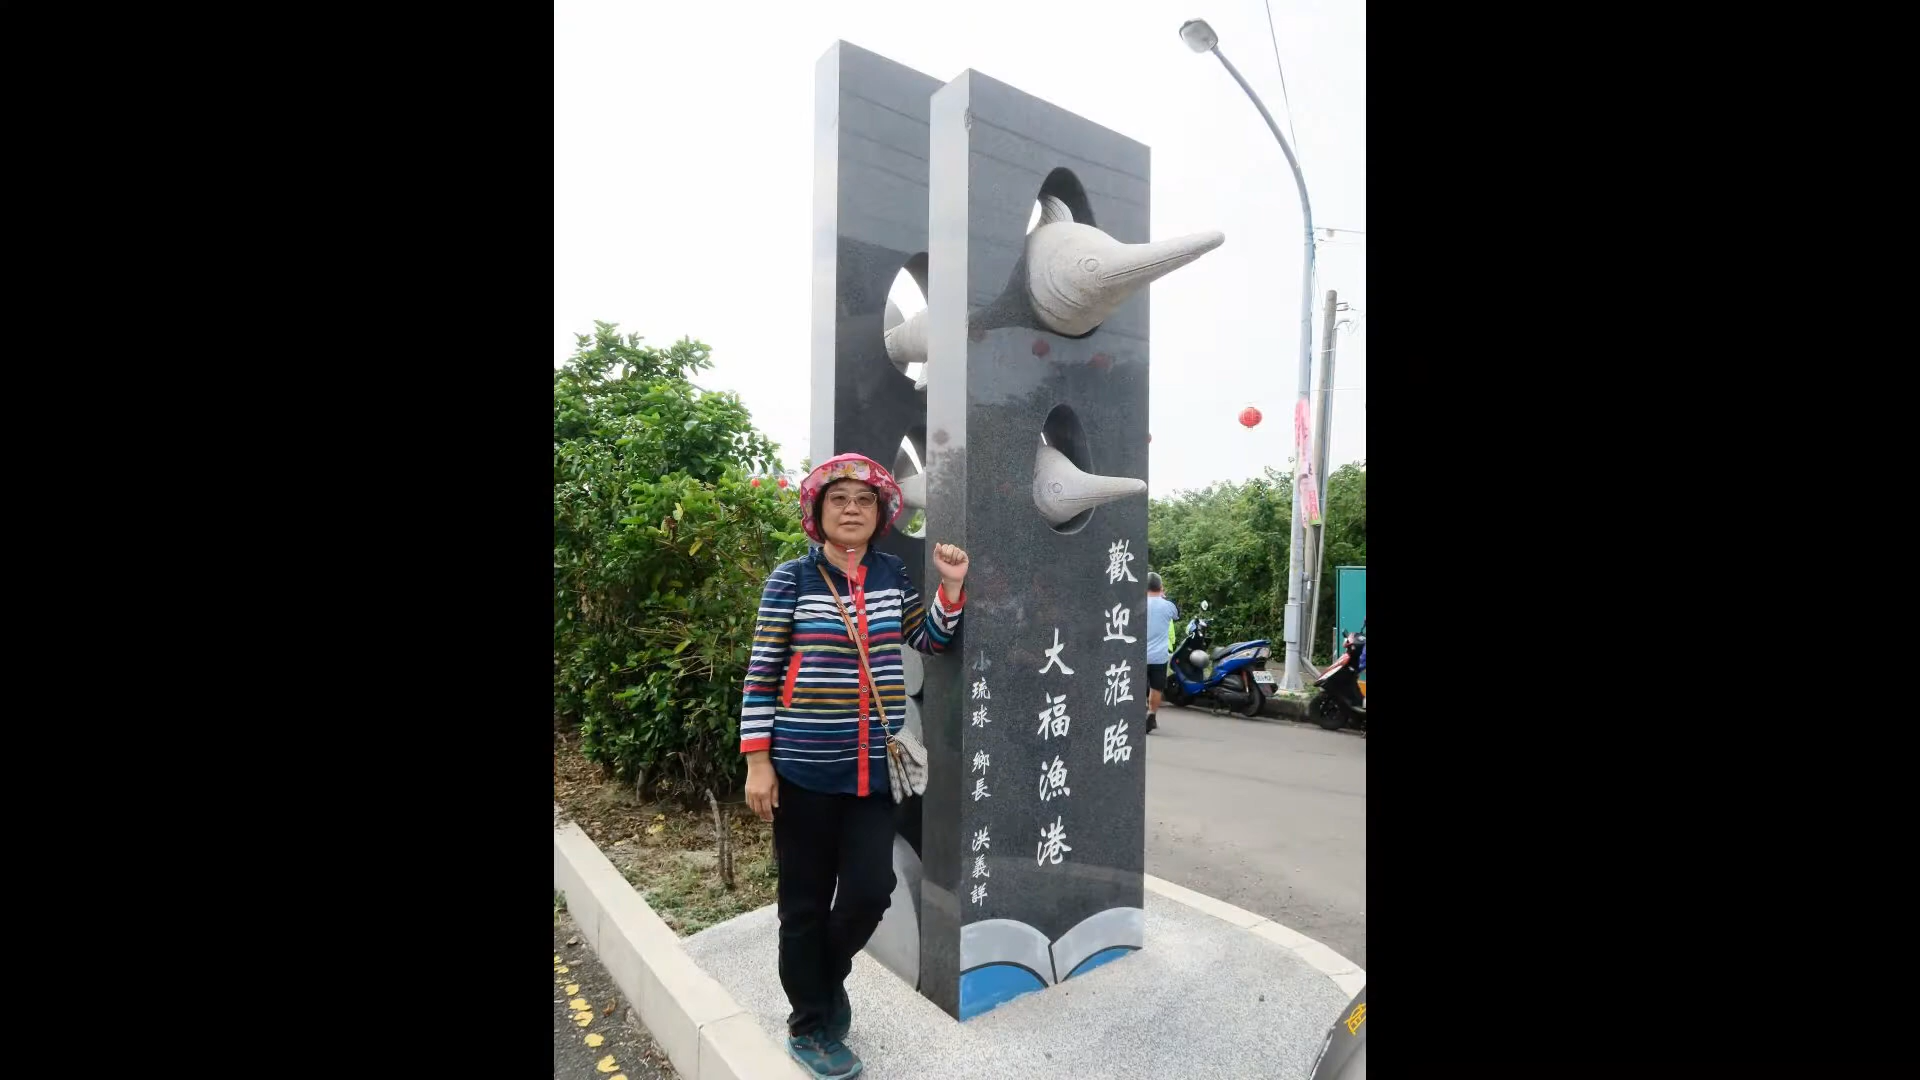 歡迎蒞臨
大福漁港
小琉球 鄉長 洪義詳